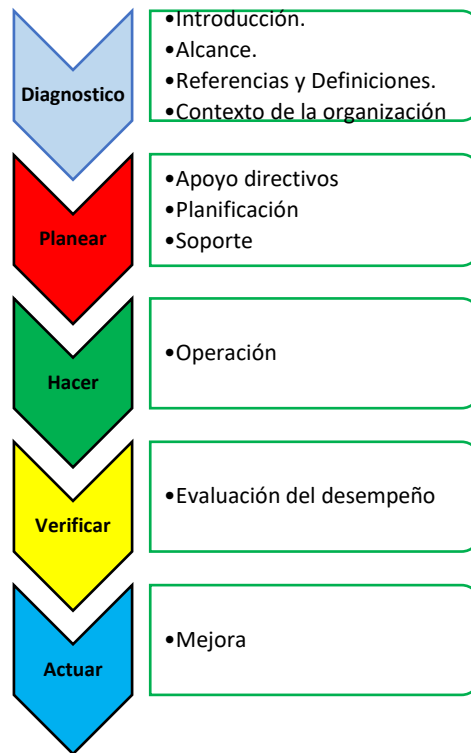 Diagnostico
•Introducción.
•Alcance.
•Referencias y Definiciones.
•Contexto de la organización
Planear
•Apoyo directivos
•Planificación
•Soporte
Hacer
•Operación
Verificar
•Evaluación del desempeño
Actuar
•Mejora